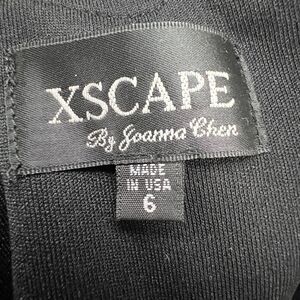 XSCAPE
By Joanna Chen
MADE
IN USA
6